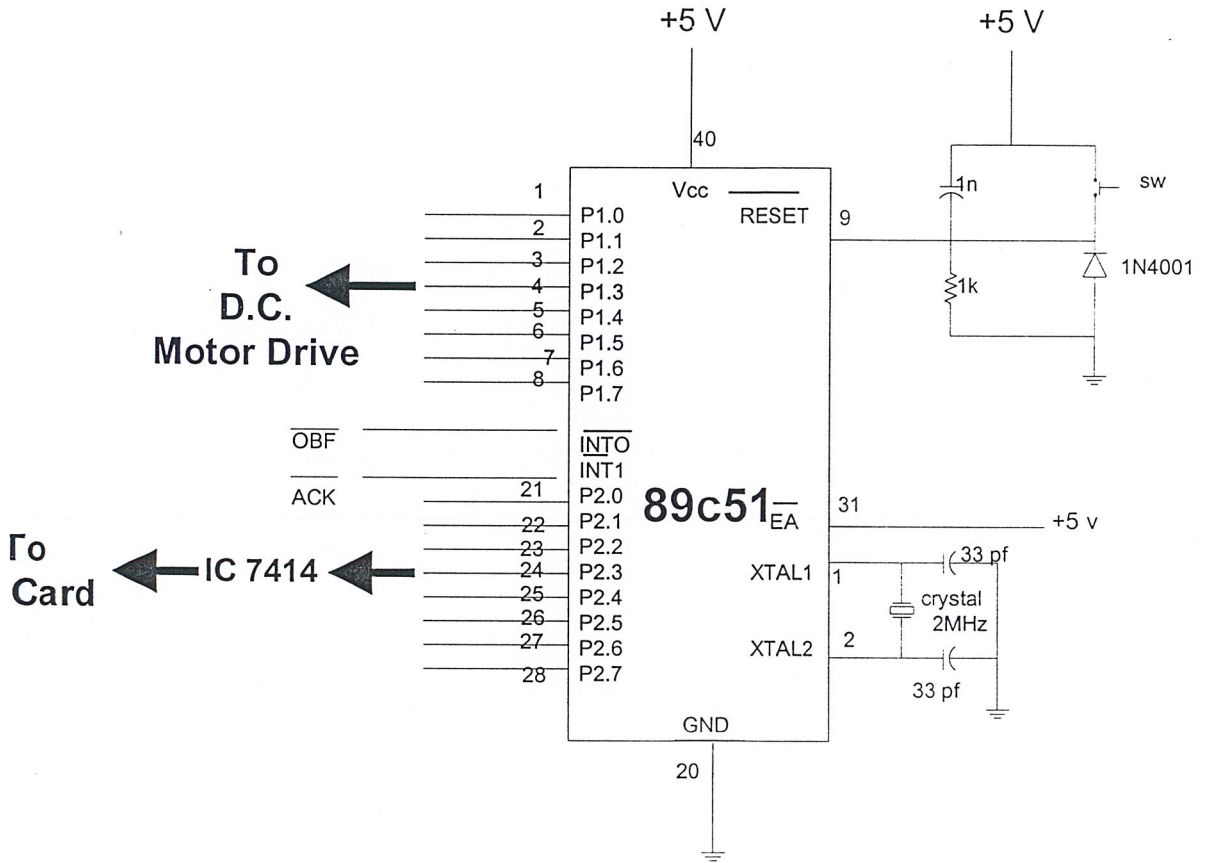 +5 V
+5 V
40
1
Vcc
RESET
9
1n
sw
P1.0
2
P1.1
3
P1.2
4
P1.3
5
P1.4
6
P1.5
7
P1.6
8
P1.7
1k
1N4001
To
D.C.
Motor Drive
OBF
INTO
INT1
ACK
21
P2.0
22
P2.1
23
P2.2
24
P2.3
25
P2.4
26
P2.5
27
P2.6
28
P2.7
89c51
EA
31
+5 v
To
Card
IC 7414
XTAL1
1
33 pf
crystal
2MHz
XTAL2
2
33 pf
GND
20